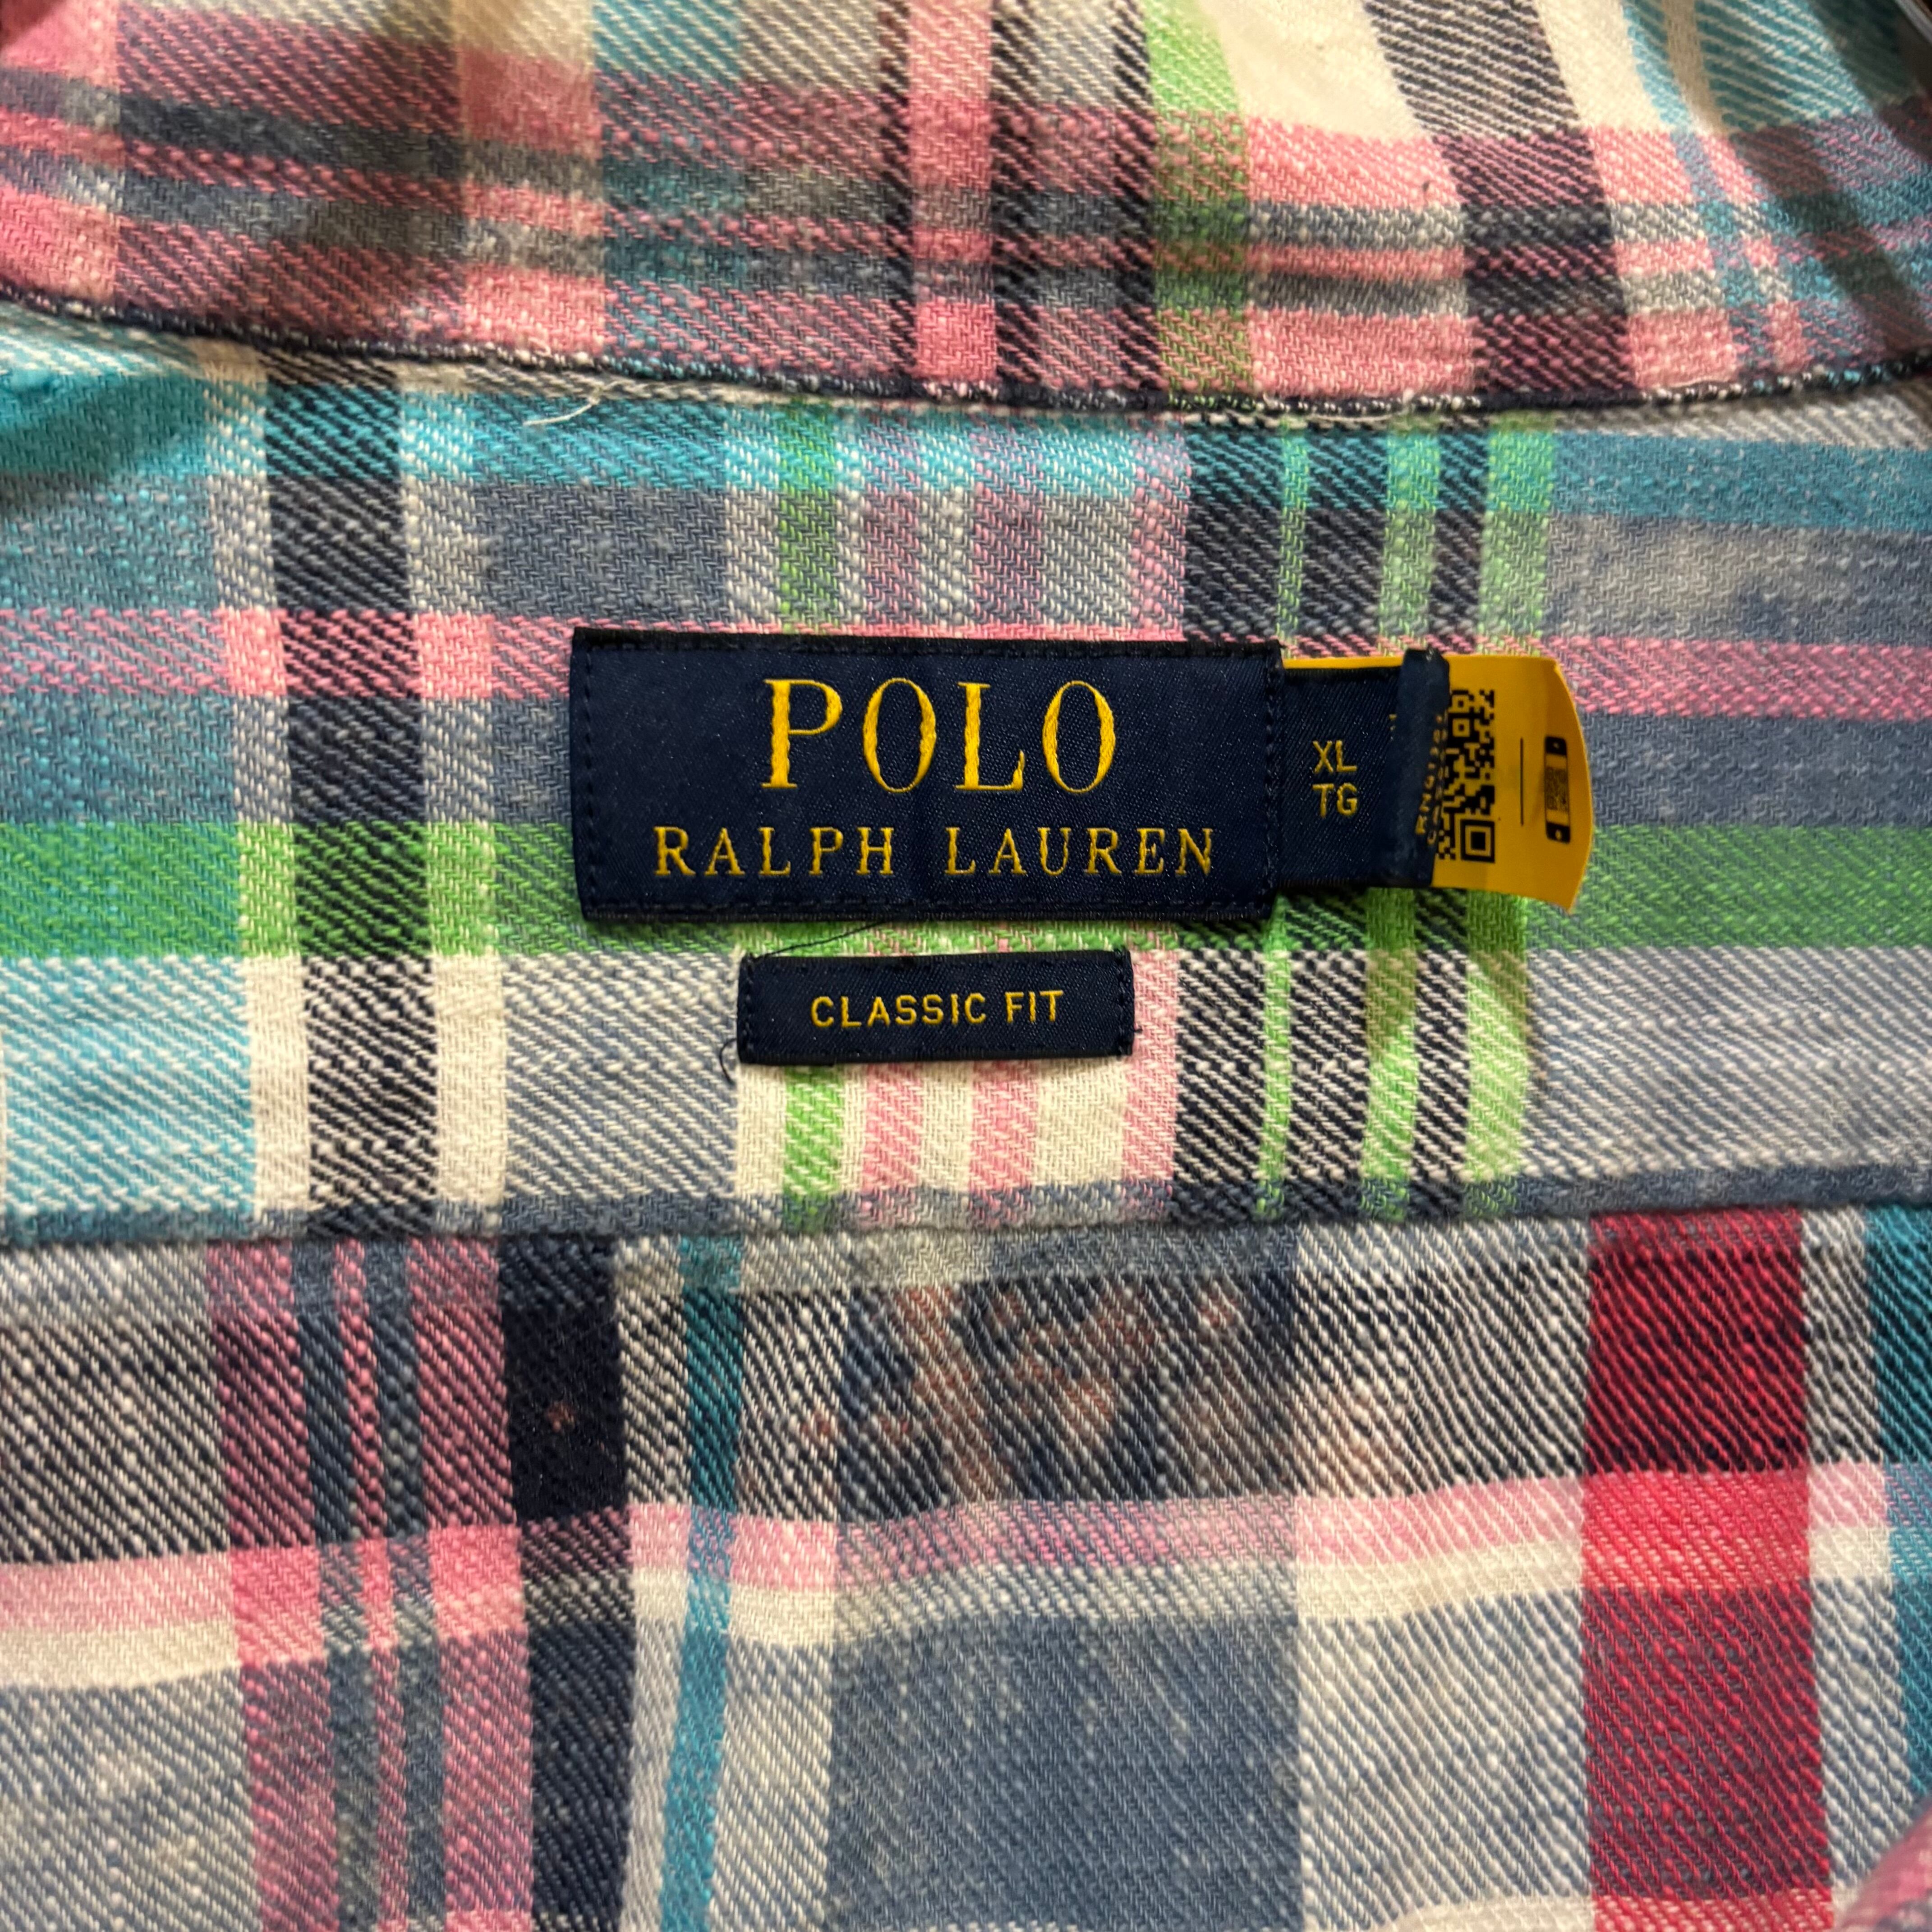 POLO
RALPH LAUREN
XL
TG
CLASSIC FIT